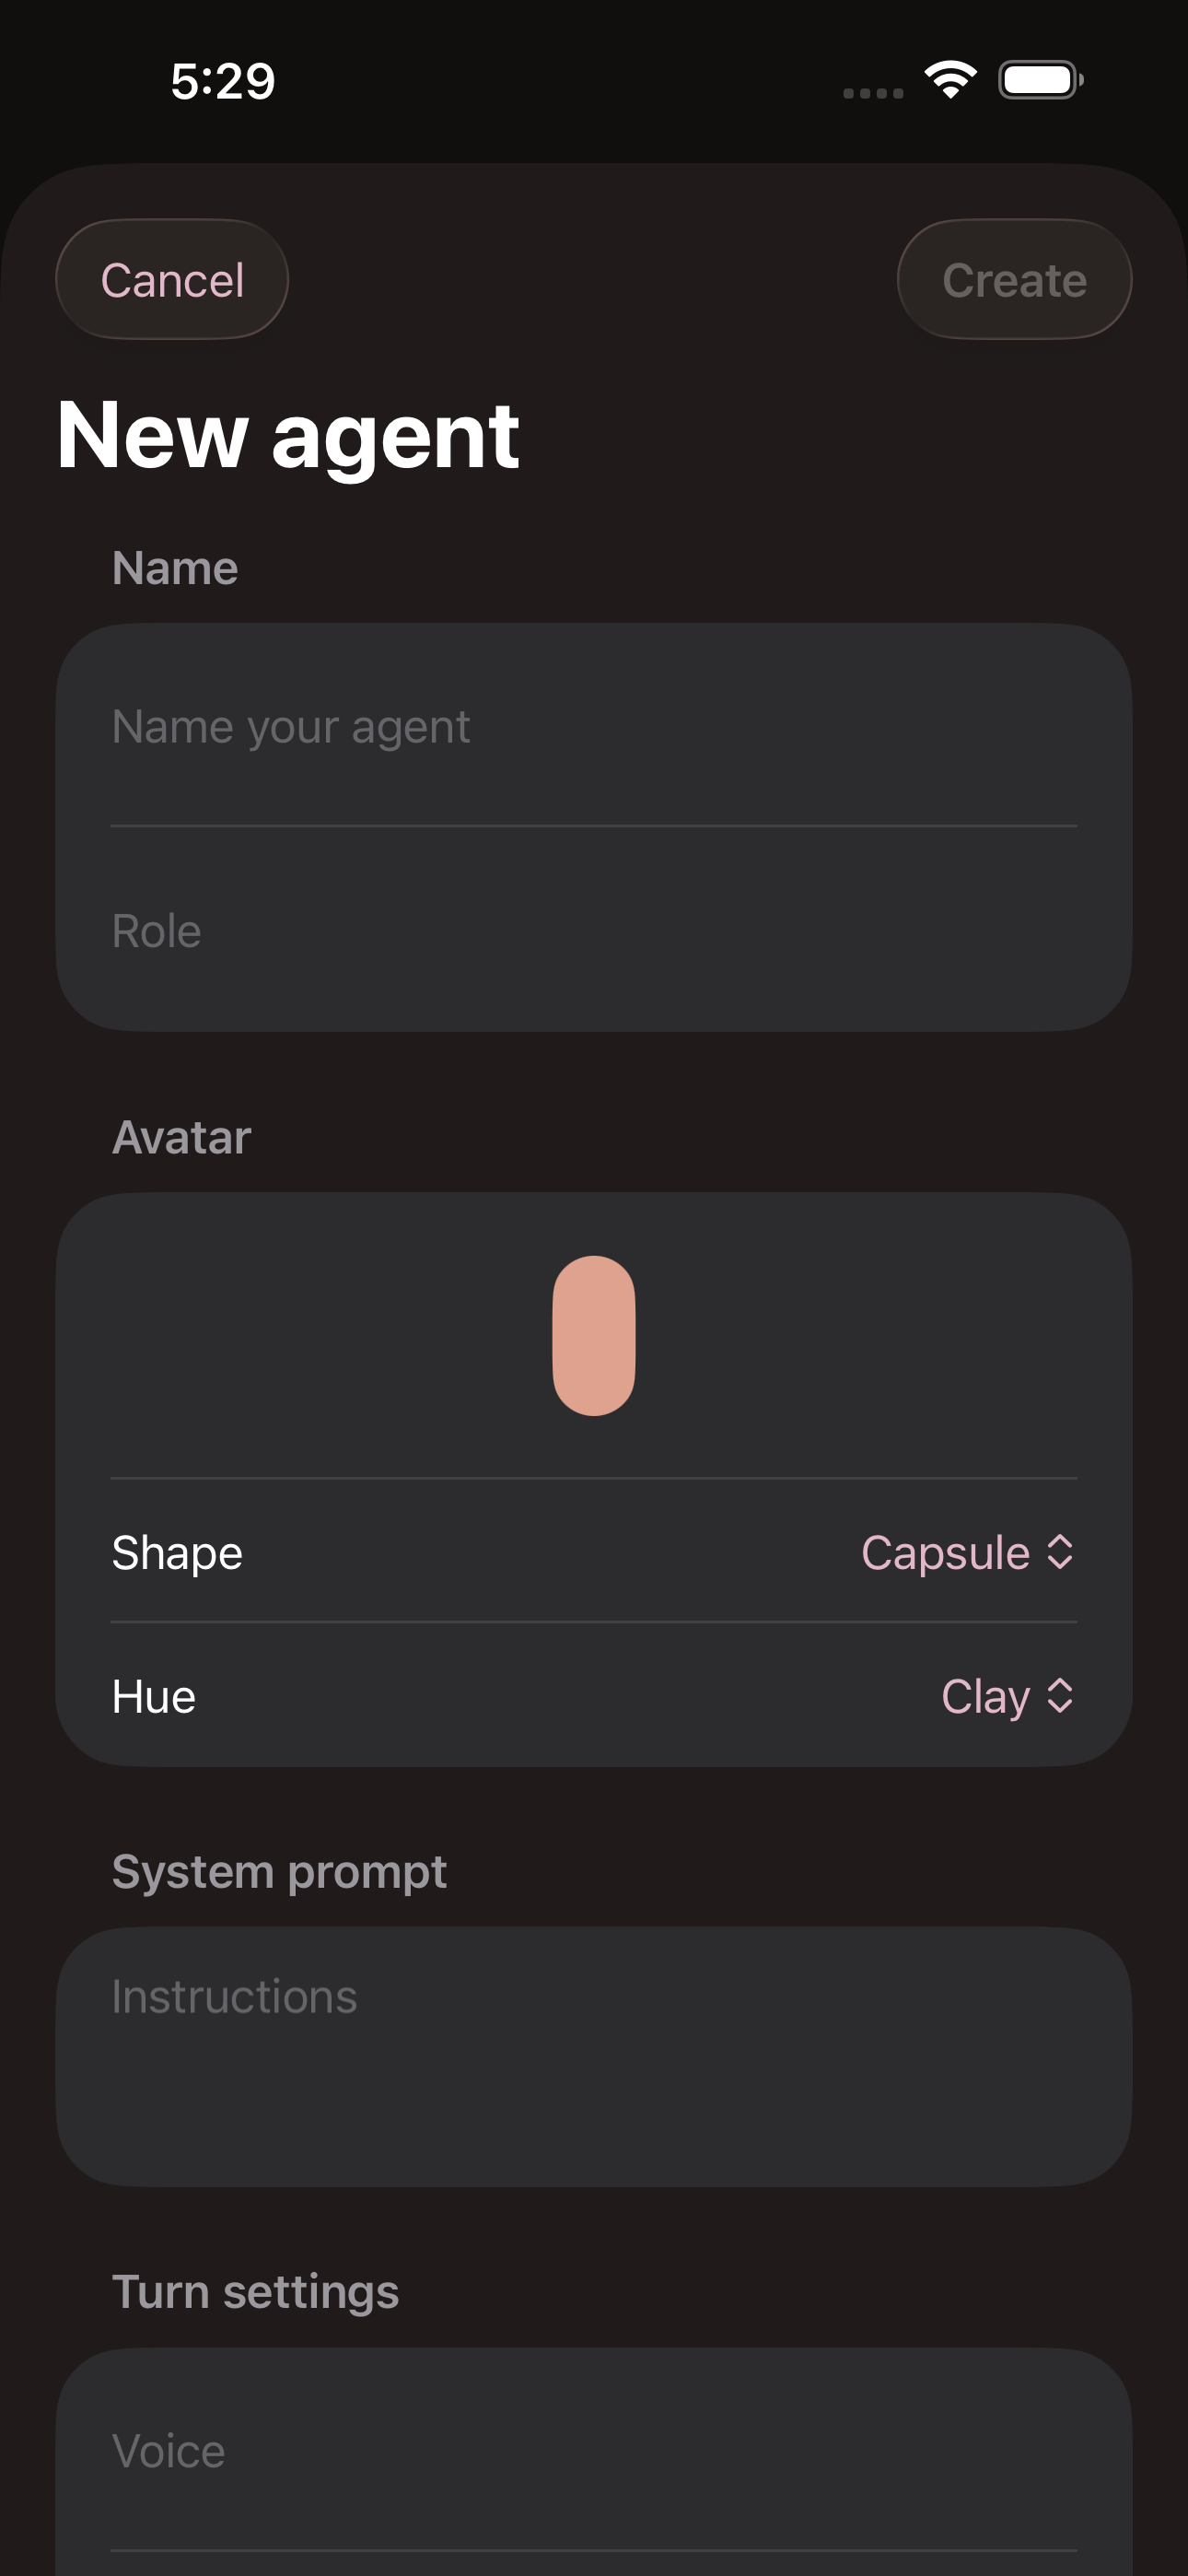 5:29
Cancel
Create
New agent
Name
Name your agent
Role
Avatar
Shape
Capsule
Hue
Clay
System prompt
Instructions
Turn settings
Voice